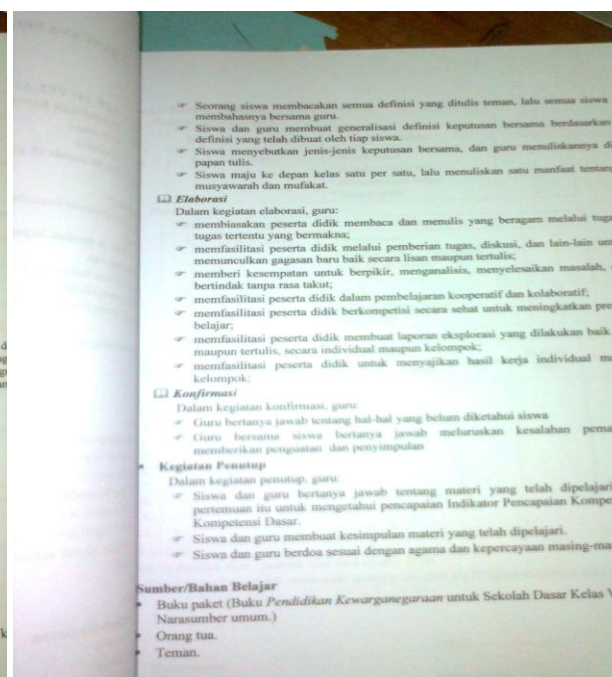 ☞ Seorang siswa membacakan semua definisi yang ditulis teman, lalu semua siswa
membahasnya bersama guru.
☞ Siswa dan guru membuat generalisasi definisi keputusan bersama berdasarkan
definisi yang telah dibuat oleh tiap siswa.
☞ Siswa menyebutkan jenis-jenis keputusan bersama, dan guru menuliskannya di
papan tulis.
☞ Siswa maju ke depan kelas satu per satu, lalu menuliskan satu manfaat tentang
musyawarah dan mufakat.
Elaborasi
Dalam kegiatan elaborasi, guru:
☞ membiasakan peserta didik membaca dan menulis yang beragam melalui
tugas tertentu yang bermakna;
☞ memfasilitasi peserta didik melalui pemberian tugas, diskusi, dan lain-lain
memunculkan gagasan baru baik secara lisan maupun tertulis;
☞ memberi kesempatan untuk berpikir, menganalisis, menyelesaikan masalah,
bertindak tanpa rasa takut;
☞ memfasilitasi peserta didik dalam pembelajaran kooperatif dan kolaboratif;
☞ memfasilitasi peserta didik berkompetisi secara sehat untuk meningkatkan
belajar;
☞ memfasilitasi peserta didik membuat laporan eksplorasi yang dilakukan baik
maupun tertulis, secara individual maupun kelompok;
☞ memfasilitasi peserta didik untuk menyajikan hasil kerja individual
kelompok;
Konfirmasi
Dalam kegiatan konfirmasi, guru:
☞ Guru bertanya jawab tentang hal-hal yang belum diketahui siswa
☞ Guru bersama siswa bertanya jawab meluruskan kesalahan
memberikan penguatan dan penyimpulan
• Kegiatan Penutup
Dalam kegiatan penutup, guru:
☞ Siswa dan guru bertanya jawab tentang materi yang telah dipelajari
pertemuan itu untuk mengetahui pencapaian Indikator Pencapaian
Kompetensi Dasar.
☞ Siswa dan guru membuat kesimpulan materi yang telah dipelajari.
☞ Siswa dan guru berdoa sesuai dengan agama dan kepercayaan
Sumber/Bahan Belajar
• Buku paket (Buku Pendidikan Kewarganegaraan untuk Sekolah Dasar Kelas
Narasumber umum.)
• Orang tua.
• Teman.